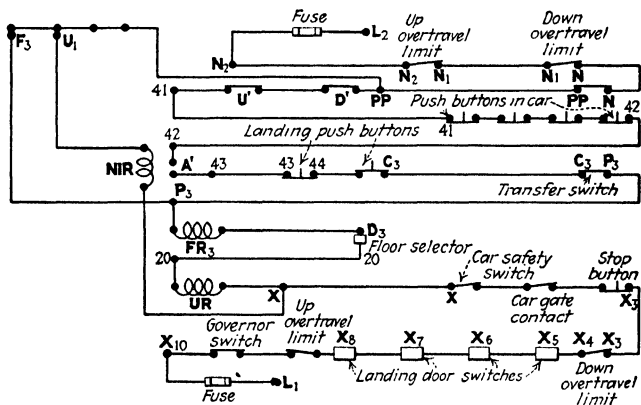 Fuse
L2
Up
overtravel
limit
Down
overtravel
limit
F3 U1
N2
N2 N1
N1 N
41
U' D' PP
PP N
Push buttons in car
42
41
42
Landing push buttons
A' 43 43 44 C3
C3 P3
NIR
P3
Transfer switch
FR3
D3
Floor selector
20
20
UR
X
X
Car safety
switch
Car gate
contact
Stop
button
X3
X10
Governor
switch
Up
overtravel
limit
X8 X7 X6 X5 X4 X3
Landing door switches
Down
overtravel
limit
Fuse
L1